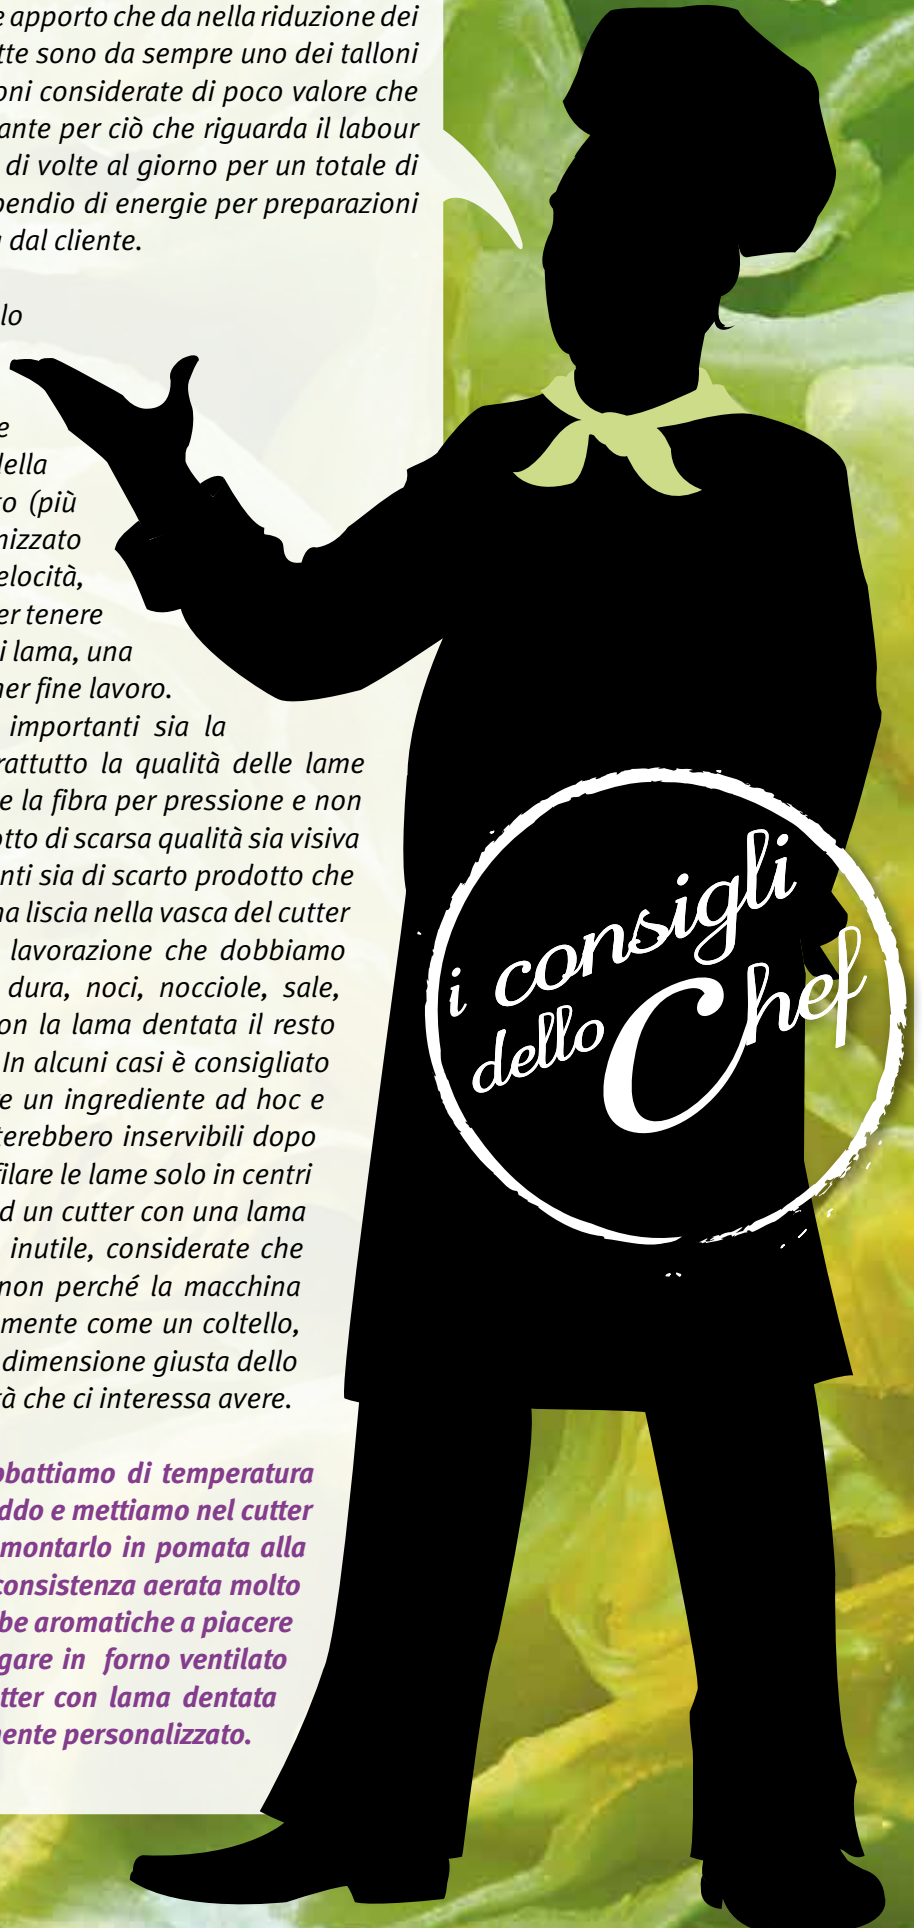 e apporto che da nella riduzione dei
tte sono da sempre uno dei talloni
oni considerate di poco valore che
ante per ciò che riguarda il labour
di volte al giorno per un totale di
pendio di energie per preparazioni
dal cliente.
lo
e
della
to (più
nizzato
elocità,
er tenere
i lama, una
ner fine lavoro.
importanti sia la
rattutto la qualità delle lame
e la fibra per pressione e non
otto di scarsa qualità sia visiva
nti sia di scarto prodotto che
na liscia nella vasca del cutter
lavorazione che dobbiamo
dura, noci, nocciole, sale,
on la lama dentata il resto
In alcuni casi è consigliato
re un ingrediente ad hoc e
terebbero inservibili dopo
filare le lame solo in centri
d un cutter con una lama
inutile, considerate che
non perché la macchina
mente come un coltello,
dimensione giusta dello
tà che ci interessa avere.
bbattiamo di temperatura
ddo e mettiamo nel cutter
montarlo in pomata alla
consistenza aerata molto
be aromatiche a piacere
gare in forno ventilato
tter con lama dentata
nente personalizzato.
i consigli
dello Chef